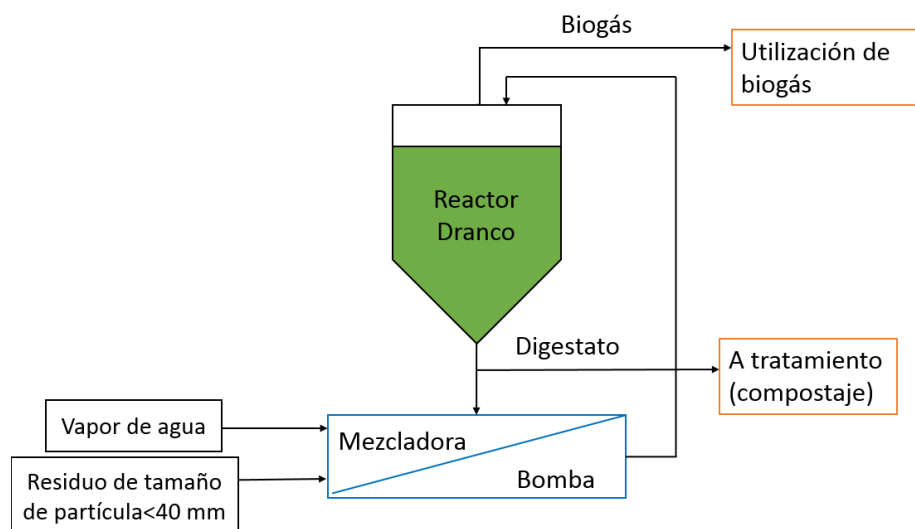 Biogás
Utilización de
biogás
Reactor
Dranco
Digestato
A tratamiento
(compostaje)
Vapor de agua
Mezcladora
Bomba
Residuo de tamaño
de partícula<40 mm